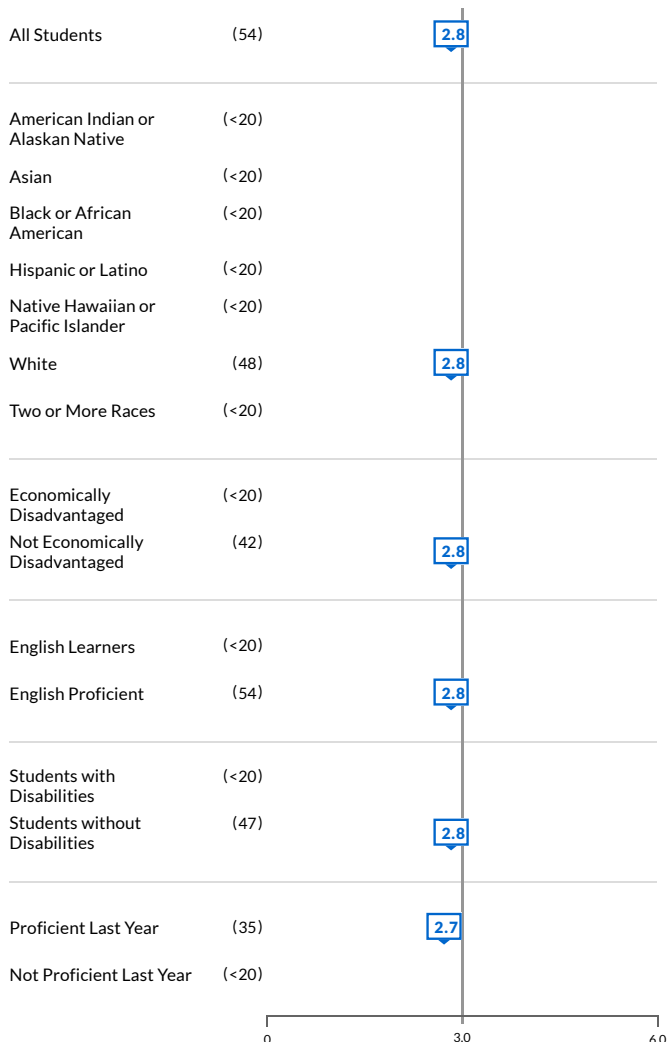 All Students (54) 2.8
American Indian or (<20)
Alaskan Native
Asian (<20)
Black or African (<20)
American
Hispanic or Latino (<20)
Native Hawaiian or (<20)
Pacific Islander
White (48) 2.8
Two or More Races (<20)
Economically (<20)
Disadvantaged
Not Economically (42) 2.8
Disadvantaged
English Learners (<20)
English Proficient (54) 2.8
Students with (<20)
Disabilities
Students without (47) 2.8
Disabilities
Proficient Last Year (35) 2.7
Not Proficient Last Year (<20)
0 3.0 6.0